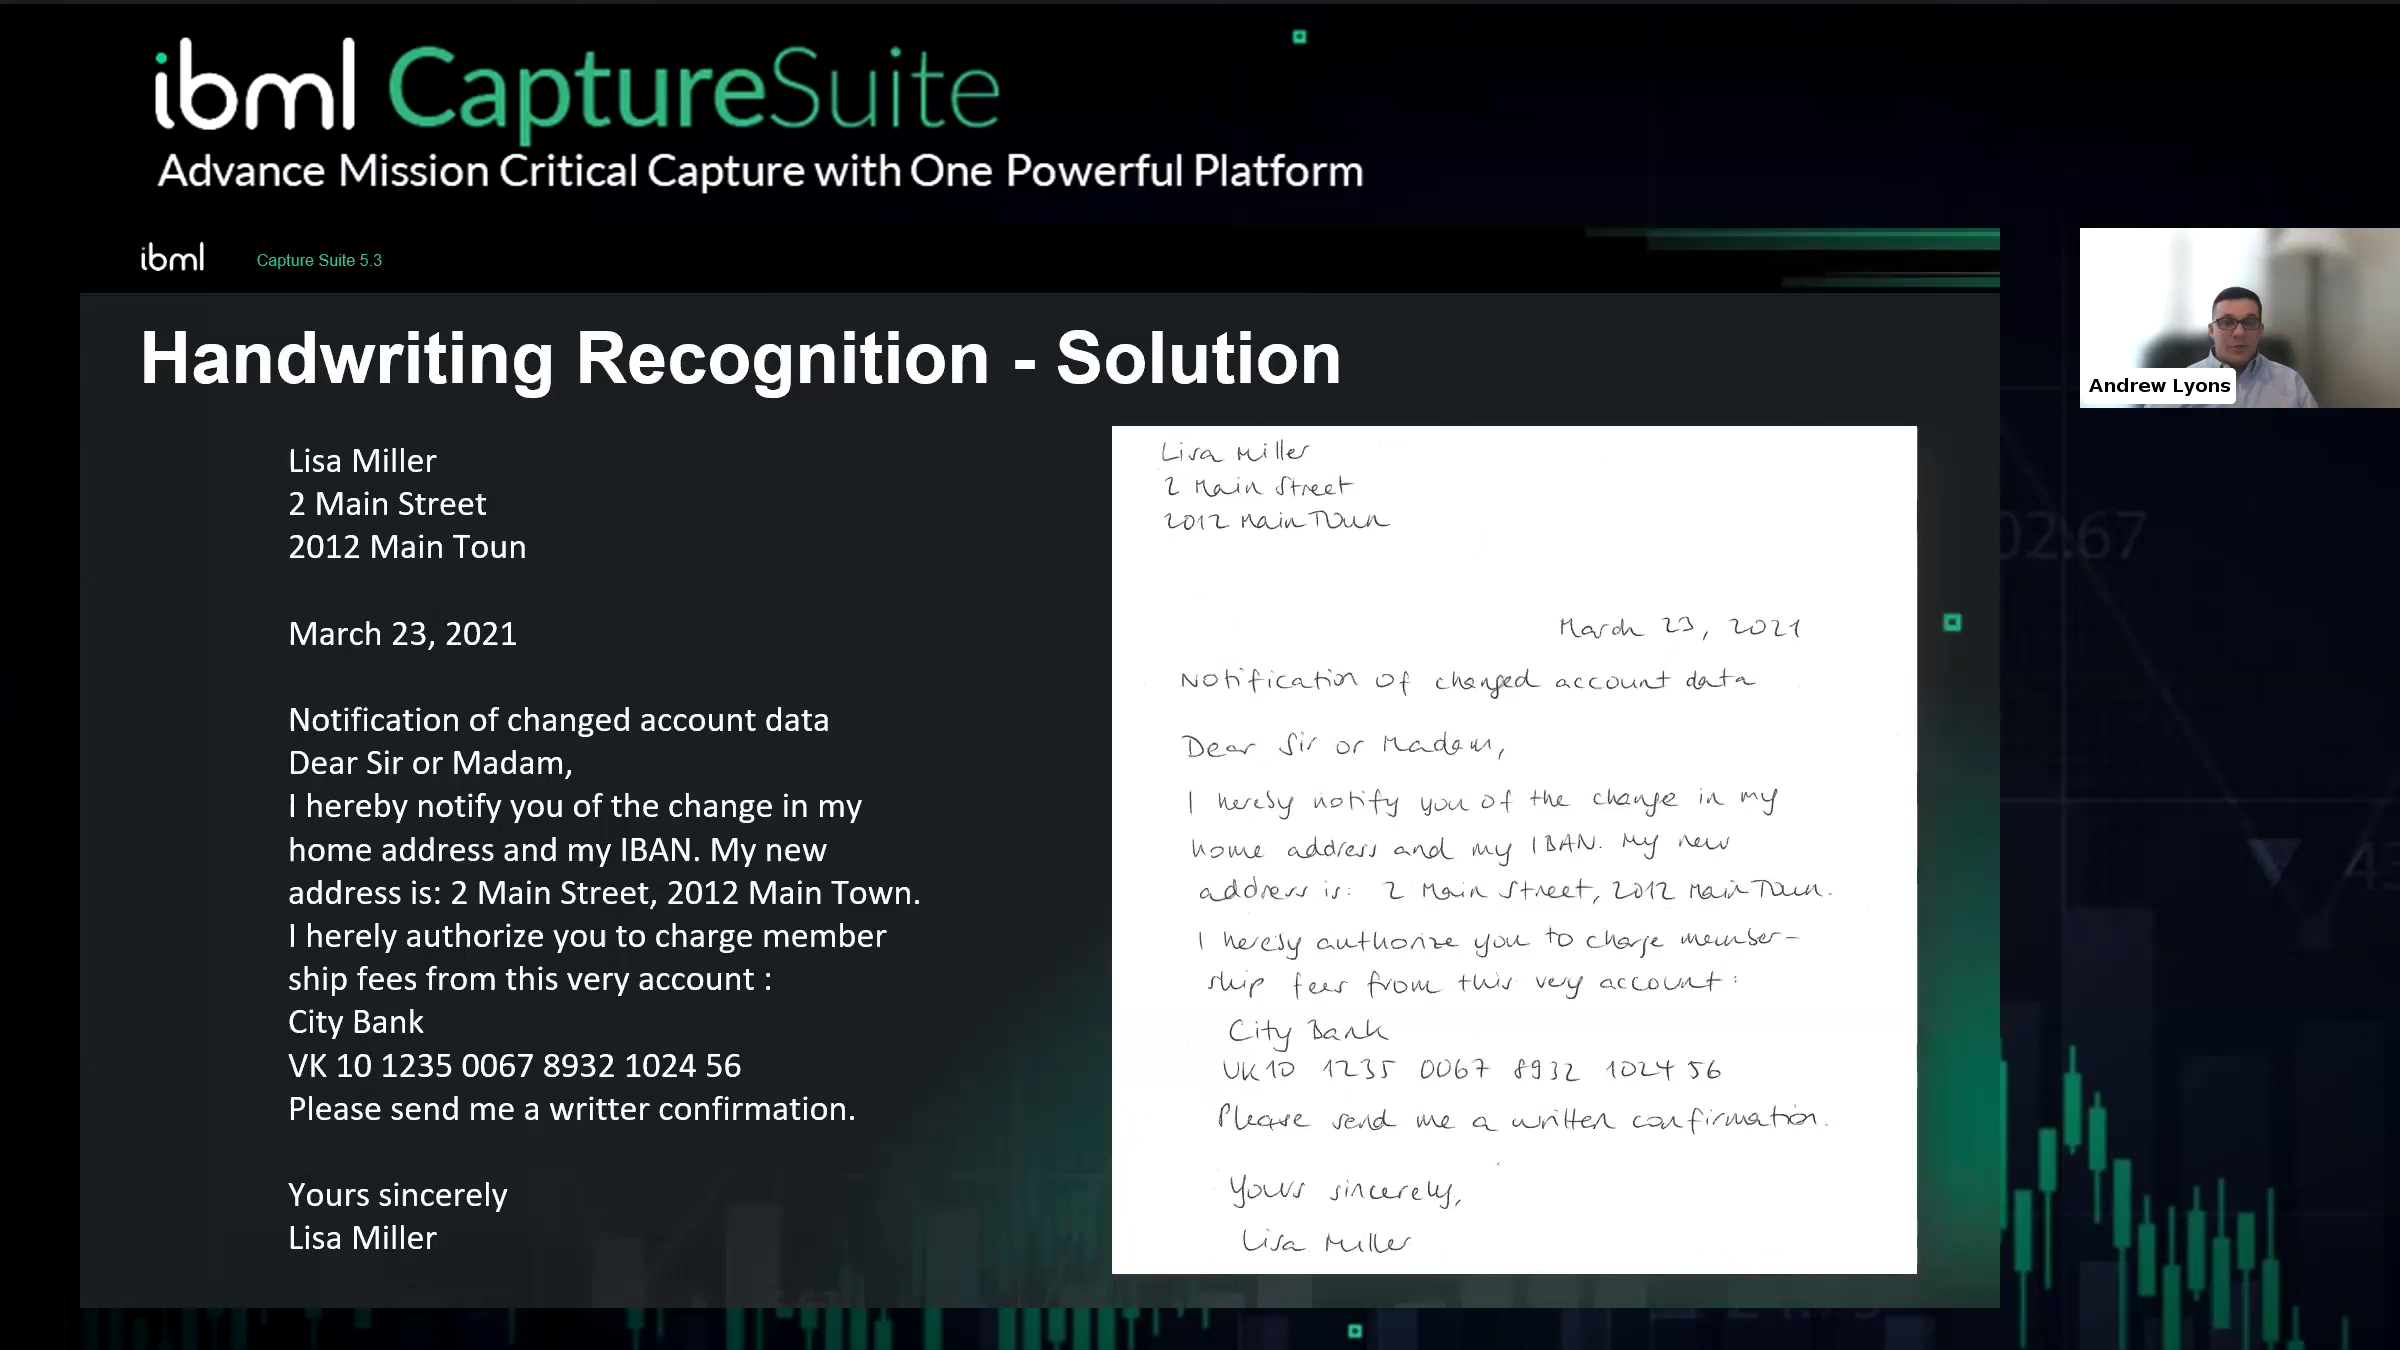 ibml CaptureSuite
Advance Mission Critical Capture with One Powerful Platform
ibml Capture Suite 5.3
Handwriting Recognition - Solution
Lisa Miller
2 Main Street
2012 Main Toun
March 23, 2021
Notification of changed account data
Dear Sir or Madam,
I hereby notify you of the change in my
home address and my IBAN. My new
address is: 2 Main Street, 2012 Main Town.
I herely authorize you to charge member
ship fees from this very account :
City Bank
VK 10 1235 0067 8932 1024 56
Please send me a writter confirmation.
Yours sincerely
Lisa Miller
Lisa Miller
2 Main Street
2012 Main Town
March 23, 2021
Notification of changed account data
Dear Sir or Madam,
I hereby notify you of the change in my
home address and my IBAN. My new
address is: 2 Main Street, 2012 Main Town.
I hereby authorize you to charge member-
ship fees from this very account:
City Bank
UK10 1235 0067 8932 1024 56
Please send me a written confirmation.
Yours sincerely,
Lisa Miller
Andrew Lyons
02.67